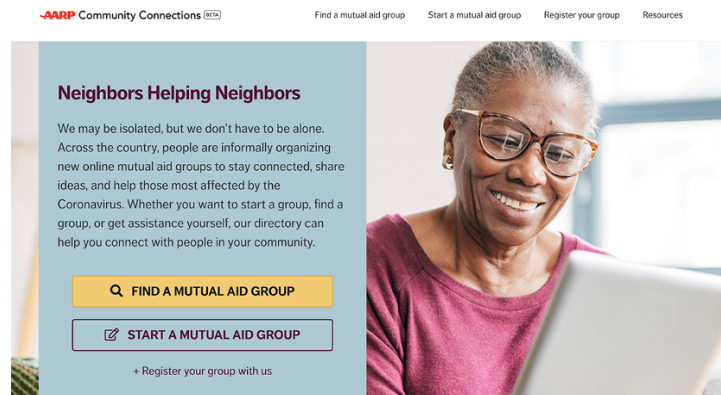 AARP Community Connections BETA
Find a mutual aid group Start a mutual aid group Register your group Resources
Neighbors Helping Neighbors
We may be isolated, but we don't have to be alone.
Across the country, people are informally organizing
new online mutual aid groups to stay connected, share
ideas, and help those most affected by the
Coronavirus. Whether you want to start a group, find a
group, or get assistance yourself, our directory can
help you connect with people in your community.
FIND A MUTUAL AID GROUP
START A MUTUAL AID GROUP
+ Register your group with us